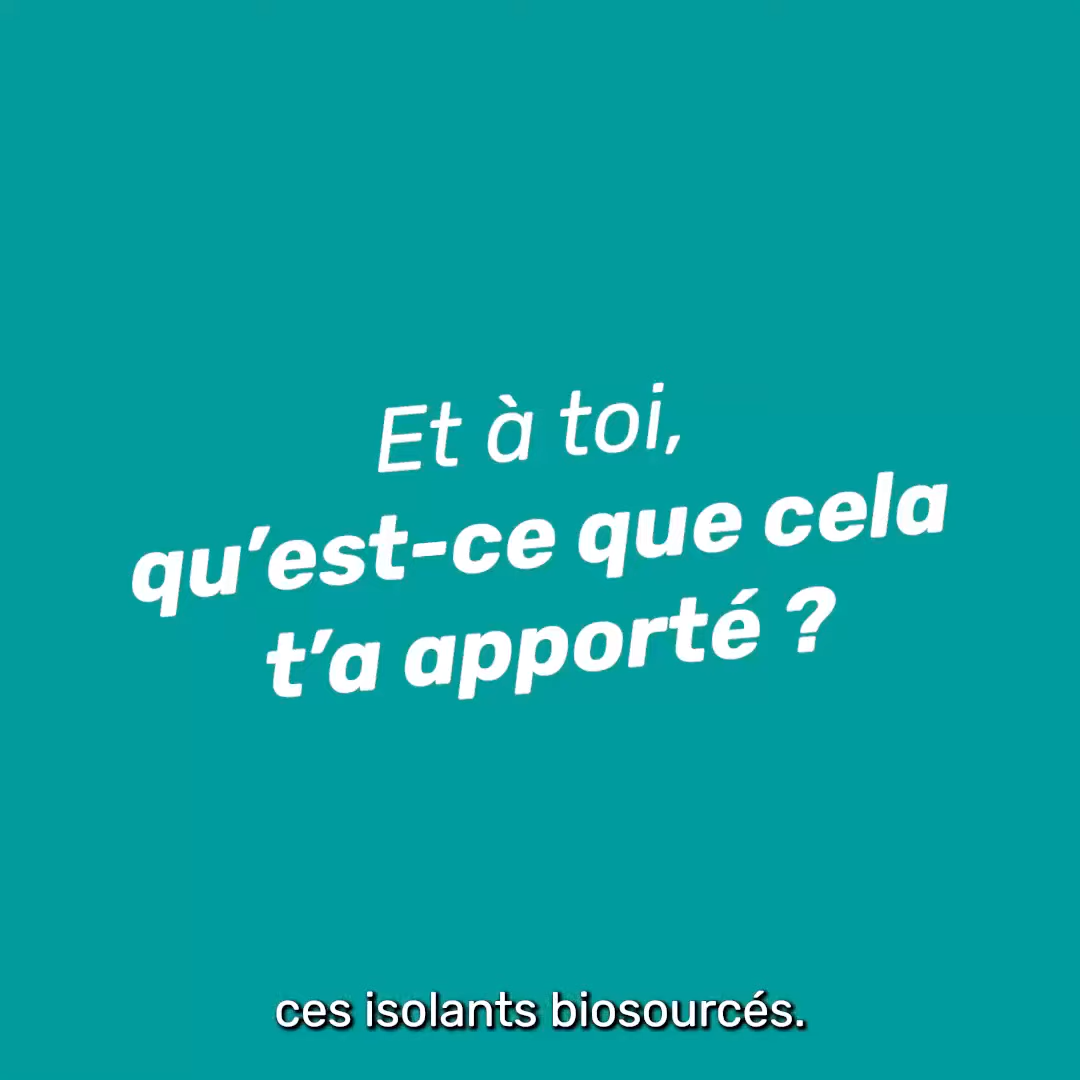 Et à toi,
qu’est-ce que cela
t’a apporté ?
ces isolants biosourcés.